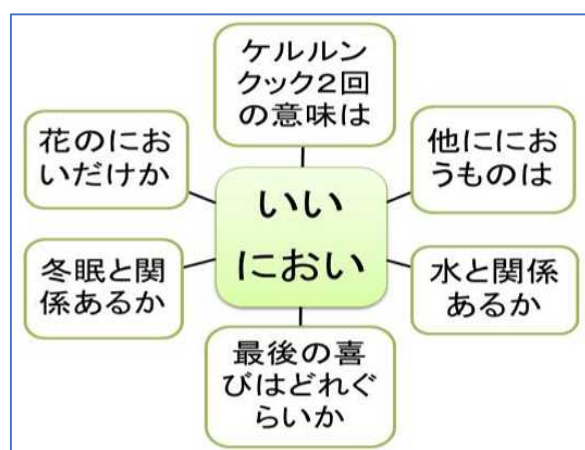 ケルルン
クック２回
の意味は
花のにお
いだけか
他ににお
うものは
いい
におい
冬眠と関
係あるか
水と関係
あるか
最後の喜
びはどれぐ
らいか